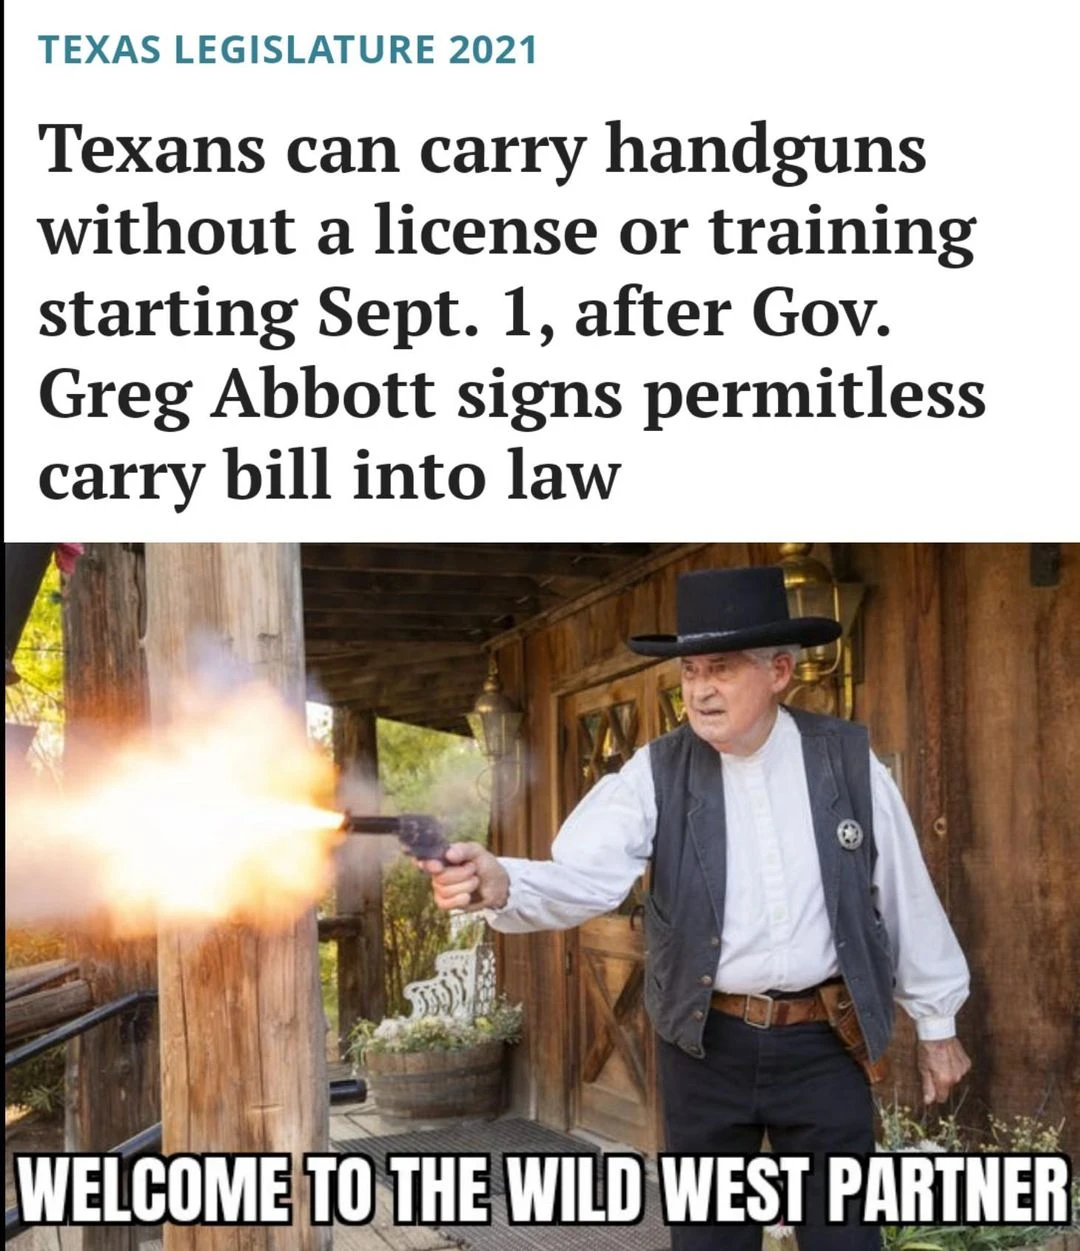 TEXAS LEGISLATURE 2021
Texans can carry handguns
without a license or training
starting Sept. 1, after Gov.
Greg Abbott signs permitless
carry bill into law
WELCOME TO THE WILD WEST PARTNER